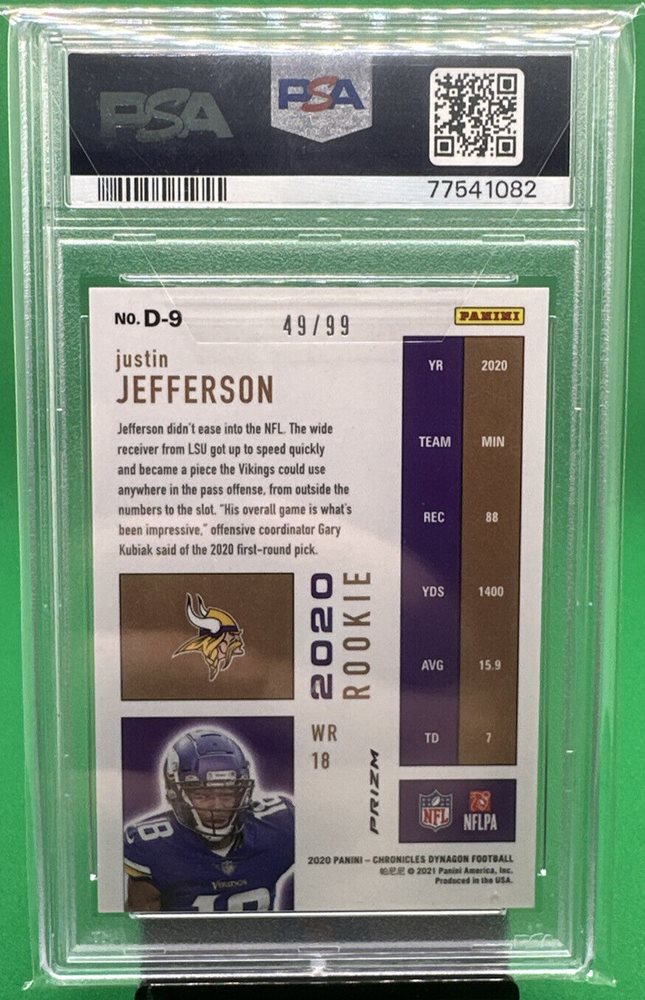 PSA
PSA
77541082
NO. D-9
49/99
PANINI
justin
JEFFERSON
Jefferson didn't ease into the NFL. The wide
receiver from LSU got up to speed quickly
and became a piece the Vikings could use
anywhere in the pass offense, from outside the
numbers to the slot. "His overall game is what's
been impressive," offensive coordinator Gary
Kubiak said of the 2020 first-round pick.
YR 2020
TEAM MIN
REC 88
YDS 1400
AVG 15.9
TD 7
2020
ROOKIE
WR
18
PRIZM
18
18
VIKINGS
NFL
NFLPA
2020 PANINI – CHRONICLES DYNAGON FOOTBALL
© 2021 Panini America, Inc.
Produced in the USA.